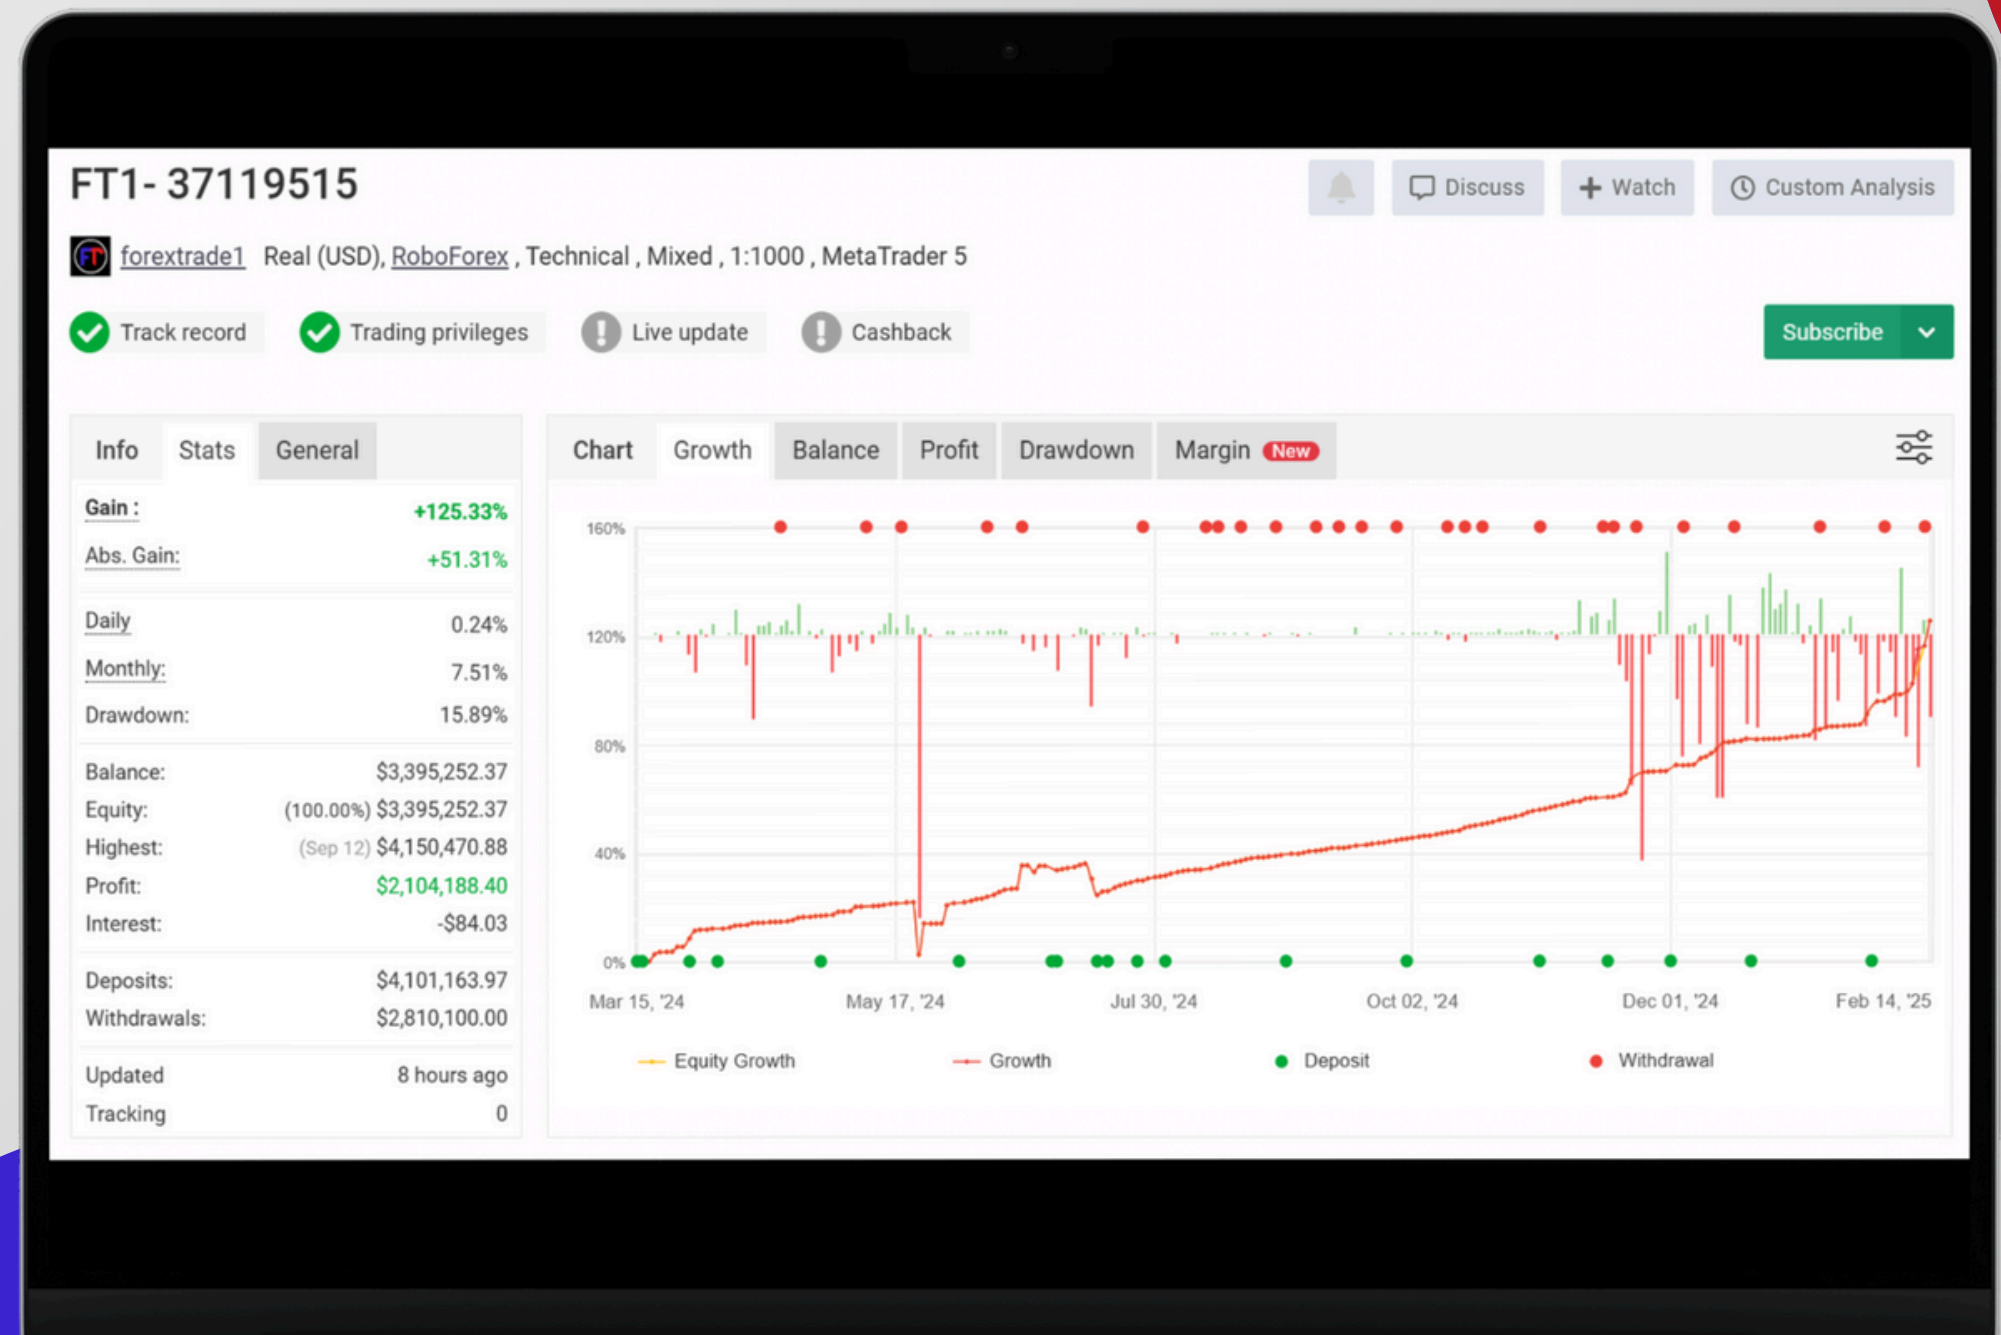 FT1- 37119515
Discuss
Watch
Custom Analysis
FT forextrade1 Real (USD), RoboForex , Technical , Mixed , 1:1000 , MetaTrader 5
Track record
Trading privileges
Live update
Cashback
Subscribe
Info Stats General
Gain : +125.33%
Abs. Gain: +51.31%
Daily 0.24%
Monthly: 7.51%
Drawdown: 15.89%
Balance: $3,395,252.37
Equity: (100.00%) $3,395,252.37
Highest: (Sep 12) $4,150,470.88
Profit: $2,104,188.40
Interest: -$84.03
Deposits: $4,101,163.97
Withdrawals: $2,810,100.00
Updated 8 hours ago
Tracking 0
Chart Growth Balance Profit Drawdown Margin New
160%
120%
80%
40%
0%
Mar 15, '24 May 17, '24 Jul 30, '24 Oct 02, '24 Dec 01, '24 Feb 14, '25
Equity Growth Growth Deposit Withdrawal